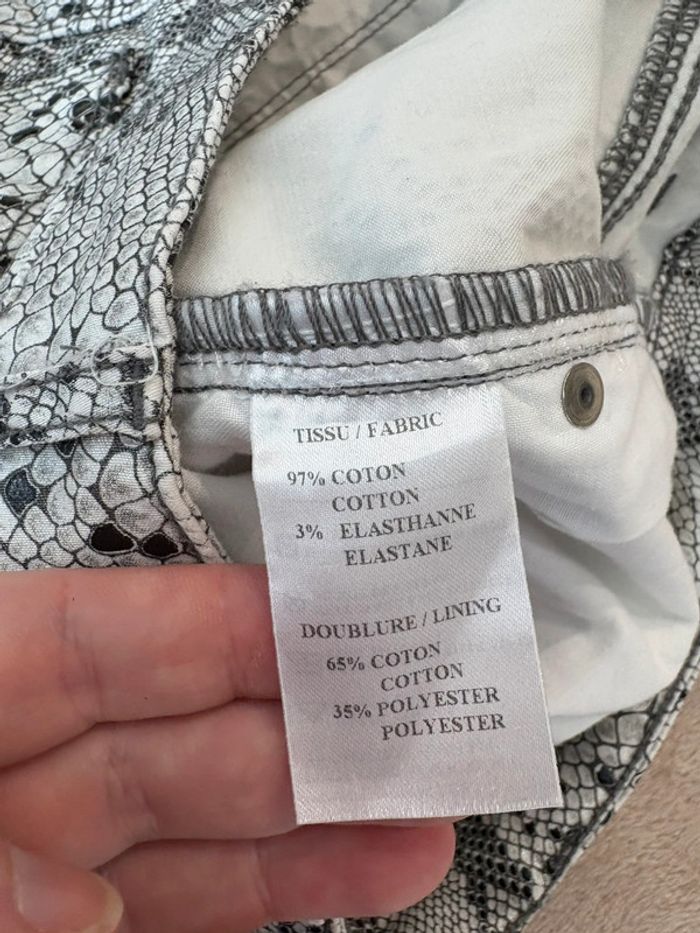 TISSU / FABRIC
97% COTON
COTTON
3% ELASTHANNE
ELASTANE
DOUBLURE / LINING
65% COTON
COTTON
35% POLYESTER
POLYESTER